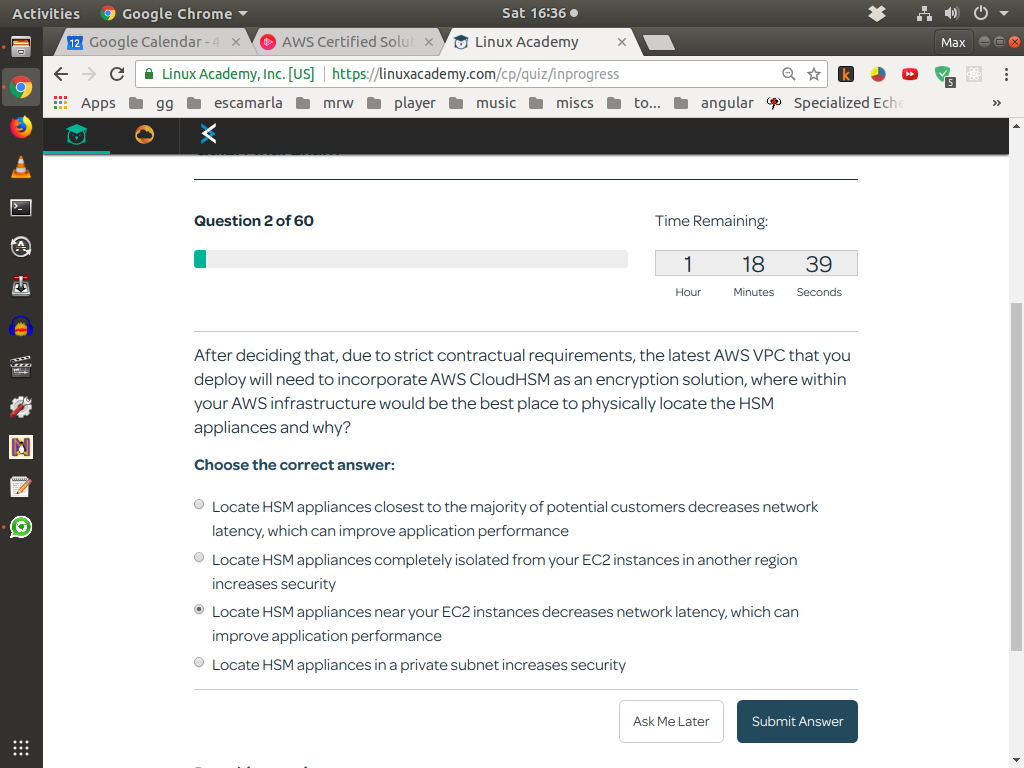 Activities Google Chrome Sat 16:36
Google Calendar - 4 AWS Certified Solut Linux Academy Max
Linux Academy, Inc. [US] https://linuxacademy.com/cp/quiz/inprogress
5
Apps gg escamarla mrw player music miscs to... angular Specialized Eche »
Question 2 of 60
Time Remaining:
1 18 39
Hour Minutes Seconds
After deciding that, due to strict contractual requirements, the latest AWS VPC that you
deploy will need to incorporate AWS CloudHSM as an encryption solution, where within
your AWS infrastructure would be the best place to physically locate the HSM
appliances and why?
Choose the correct answer:
Locate HSM appliances closest to the majority of potential customers decreases network
latency, which can improve application performance
Locate HSM appliances completely isolated from your EC2 instances in another region
increases security
Locate HSM appliances near your EC2 instances decreases network latency, which can
improve application performance
Locate HSM appliances in a private subnet increases security
Ask Me Later Submit Answer